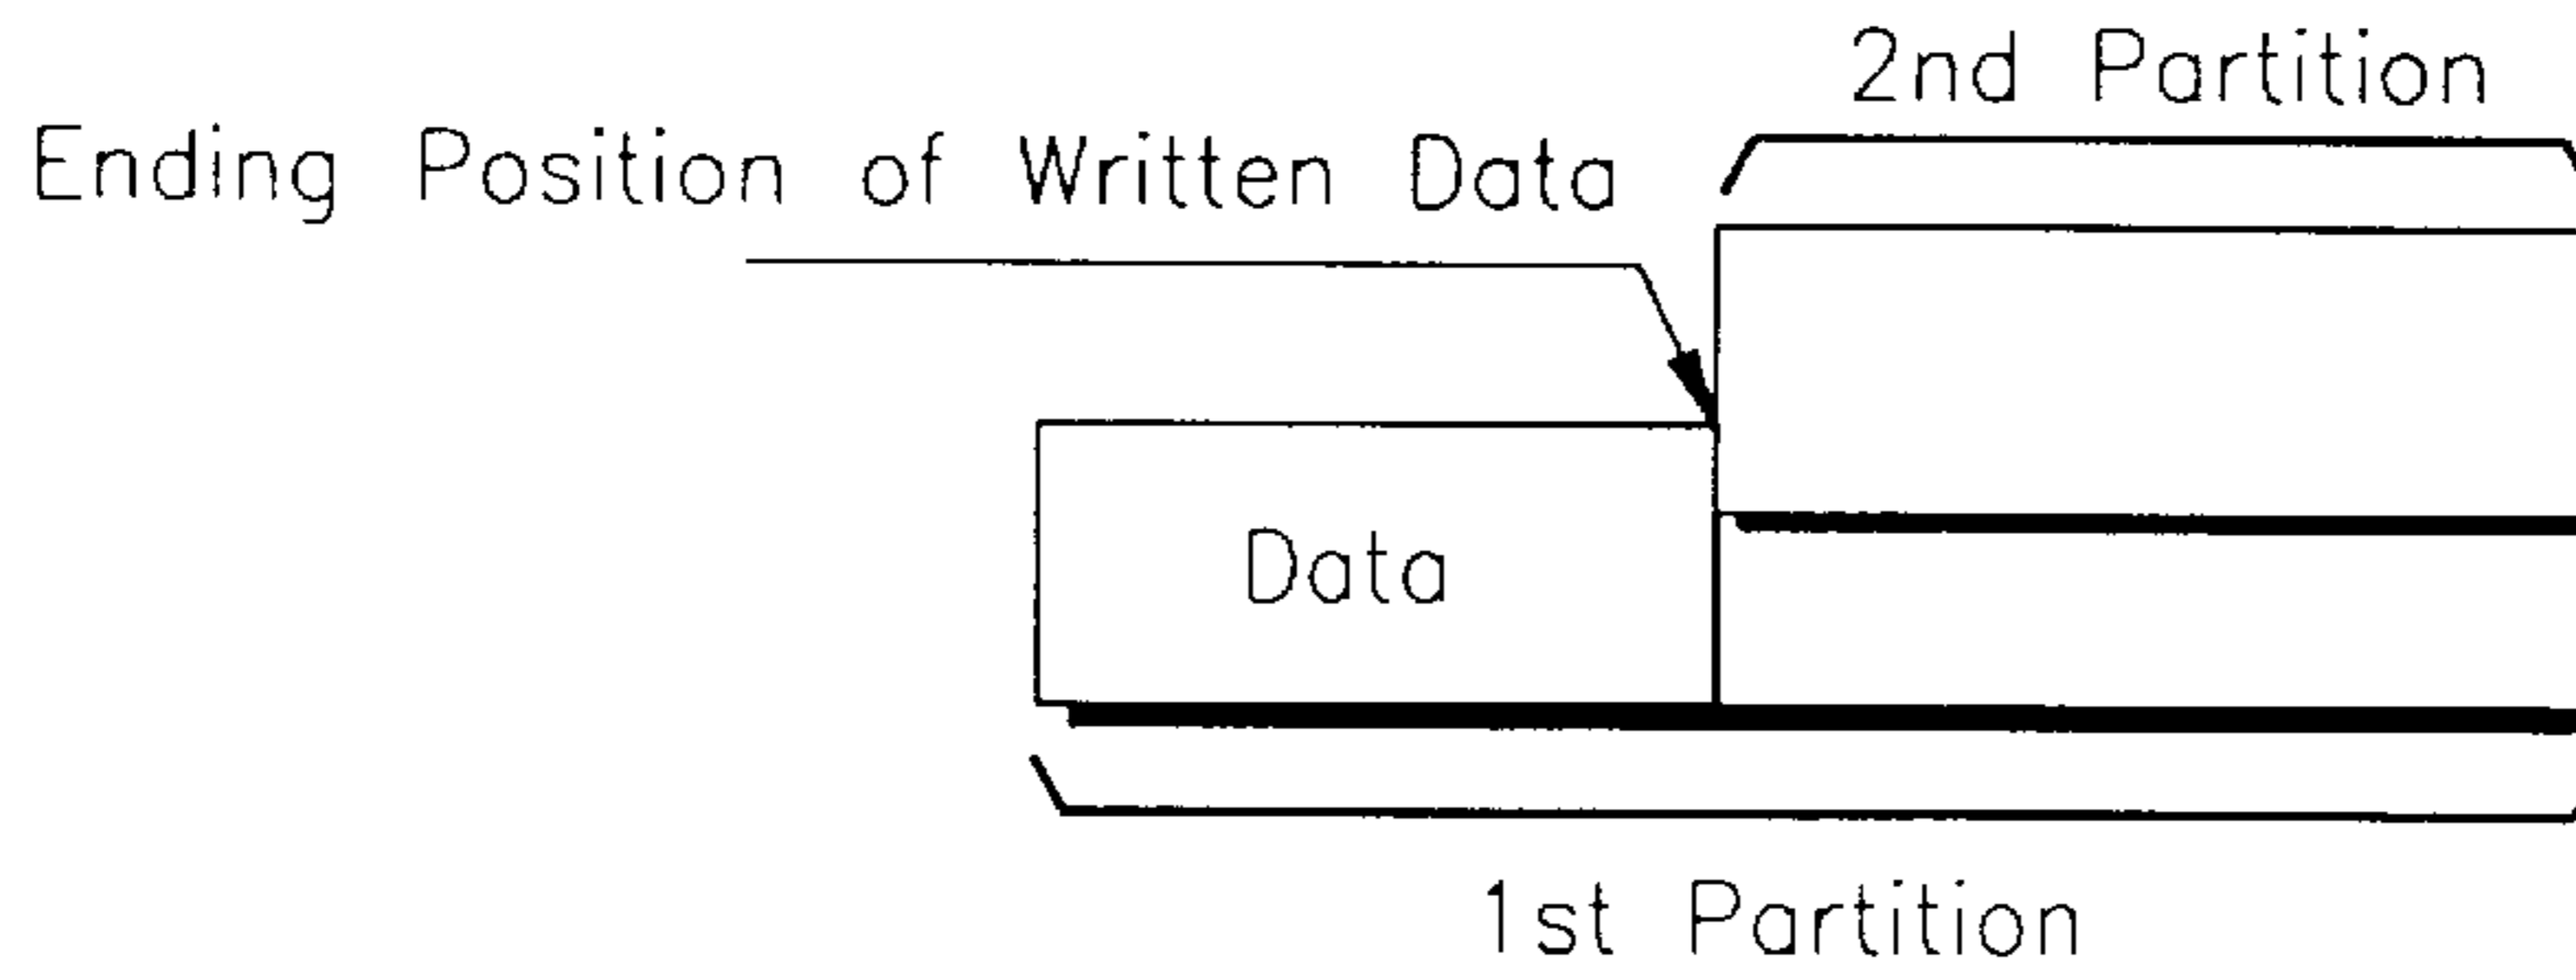 2nd Partition
Ending Position of Written Data
Data
1st Partition